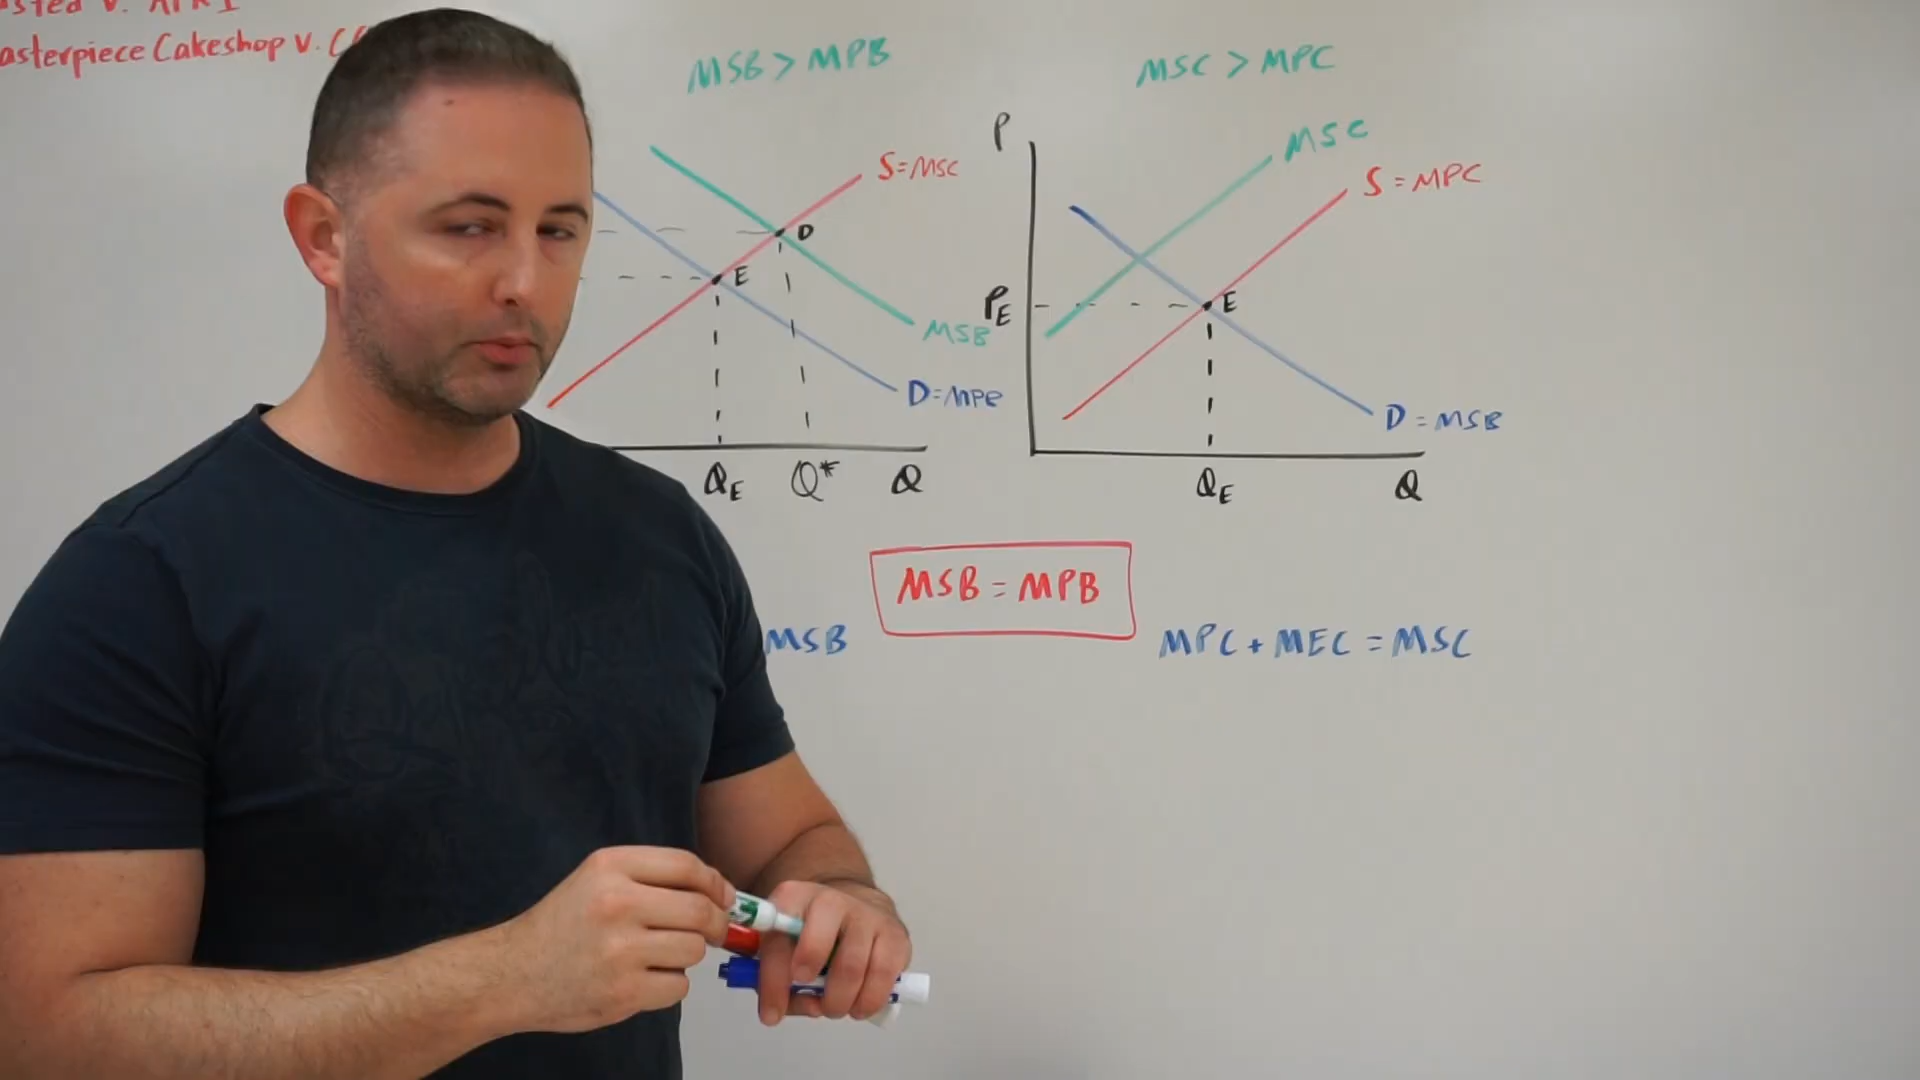 v.
asterpiece Cakeshop v.
MSB > MPB
S=MSC
D
E
MSB
D=MPB
QE Q* Q
MSC > MPC
P
MSC
S=MPC
PE
E
D=MSB
QE Q
MSB = MPB
MSB
MPC + MEC = MSC